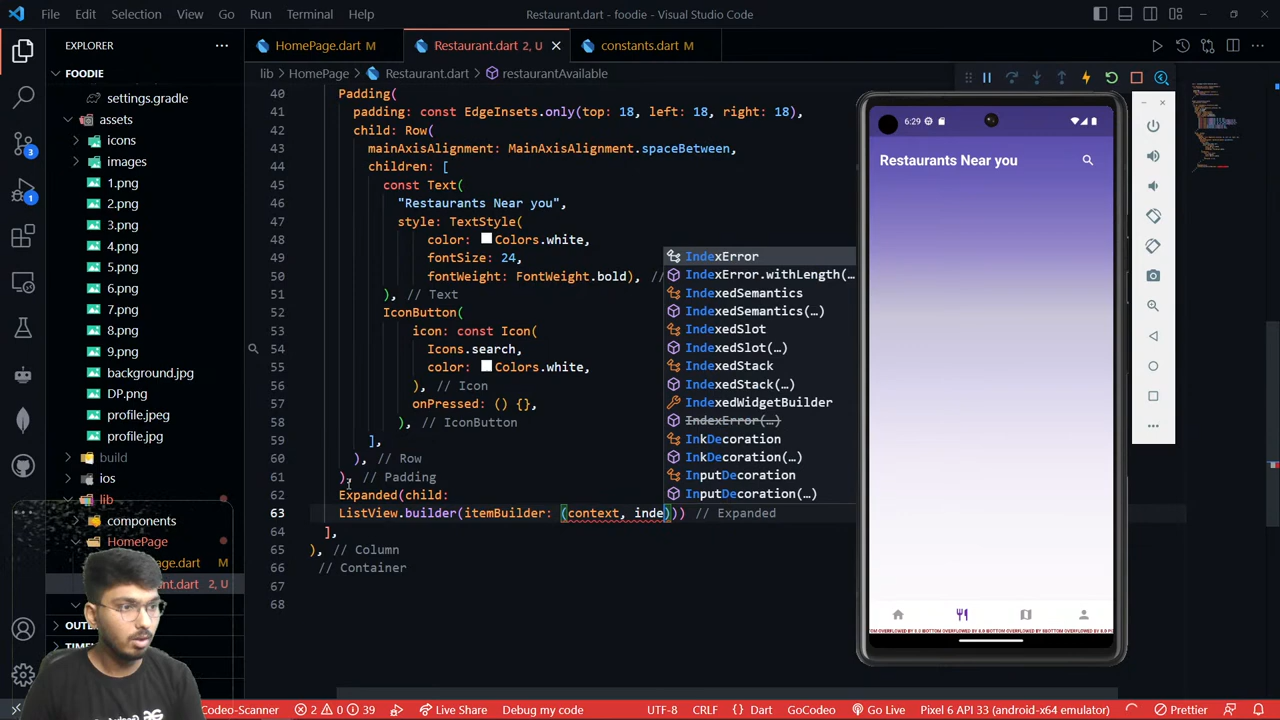 File Edit Selection View Go Run Terminal Help
Restaurant.dart - foodie - Visual Studio Code
EXPLORER
HomePage.dart M
Restaurant.dart 2, U
constants.dart M
FOODIE
lib > HomePage > Restaurant.dart > restaurantAvailable
settings.gradle
assets
icons
images
1.png
2.png
3.png
4.png
5.png
6.png
7.png
8.png
9.png
background.jpg
DP.png
profile.jpeg
profile.jpg
build
ios
lib
components
HomePage
age.dart M
ant.dart 2, U
OUT
TIME
40 Padding(
41 padding: const EdgeInsets.only(top: 18, left: 18, right: 18),
42 child: Row(
43 mainAxisAlignment: MainAxisAlignment.spaceBetween,
44 children: [
45 const Text(
46 "Restaurants Near you",
47 style: TextStyle(
48 color: Colors.white,
49 fontSize: 24,
50 fontWeight: FontWeight.bold), //
51 ), // Text
52 IconButton(
53 icon: const Icon(
54 Icons.search,
55 color: Colors.white,
56 ), // Icon
57 onPressed: () {},
58 ), // IconButton
59 ],
60 ), // Row
61 ), // Padding
62 Expanded(child:
63 ListView.builder(itemBuilder: (context, inde))) // Expanded
64 ],
65 ), // Column
66 // Container
67
68
IndexError
IndexError.withLength(…
IndexedSemantics
IndexedSemantics(…)
IndexedSlot
IndexedSlot(…)
IndexedStack
IndexedStack(…)
IndexedWidgetBuilder
IndexError(…)
InkDecoration
InkDecoration(…)
InputDecoration
InputDecoration(…)
6:29
Restaurants Near you
3
1
Codeo-Scanner 2 0 39 Live Share Debug my code UTF-8 CRLF {} Dart GoCodeo Go Live Pixel 6 API 33 (android-x64 emulator) Prettier